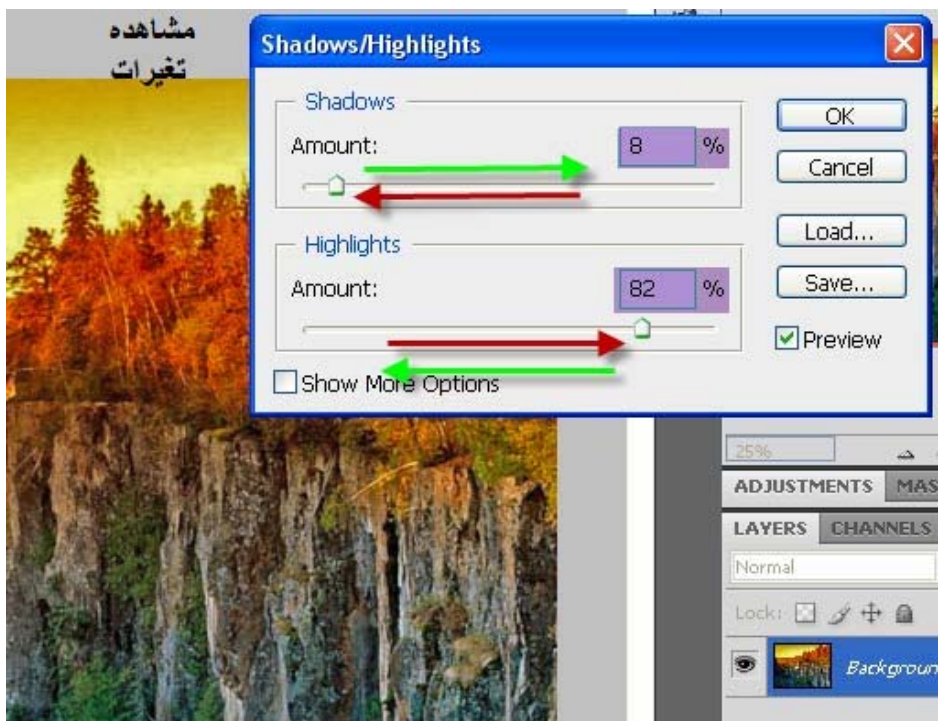 مشاهده
تغیرات
Shadows/Highlights
Shadows
Amount:
8 %
Highlights
Amount:
82 %
Show More Options
OK
Cancel
Load...
Save...
Preview
25%
ADJUSTMENTS MAS
LAYERS CHANNELS
Normal
Lock:
Backgroun